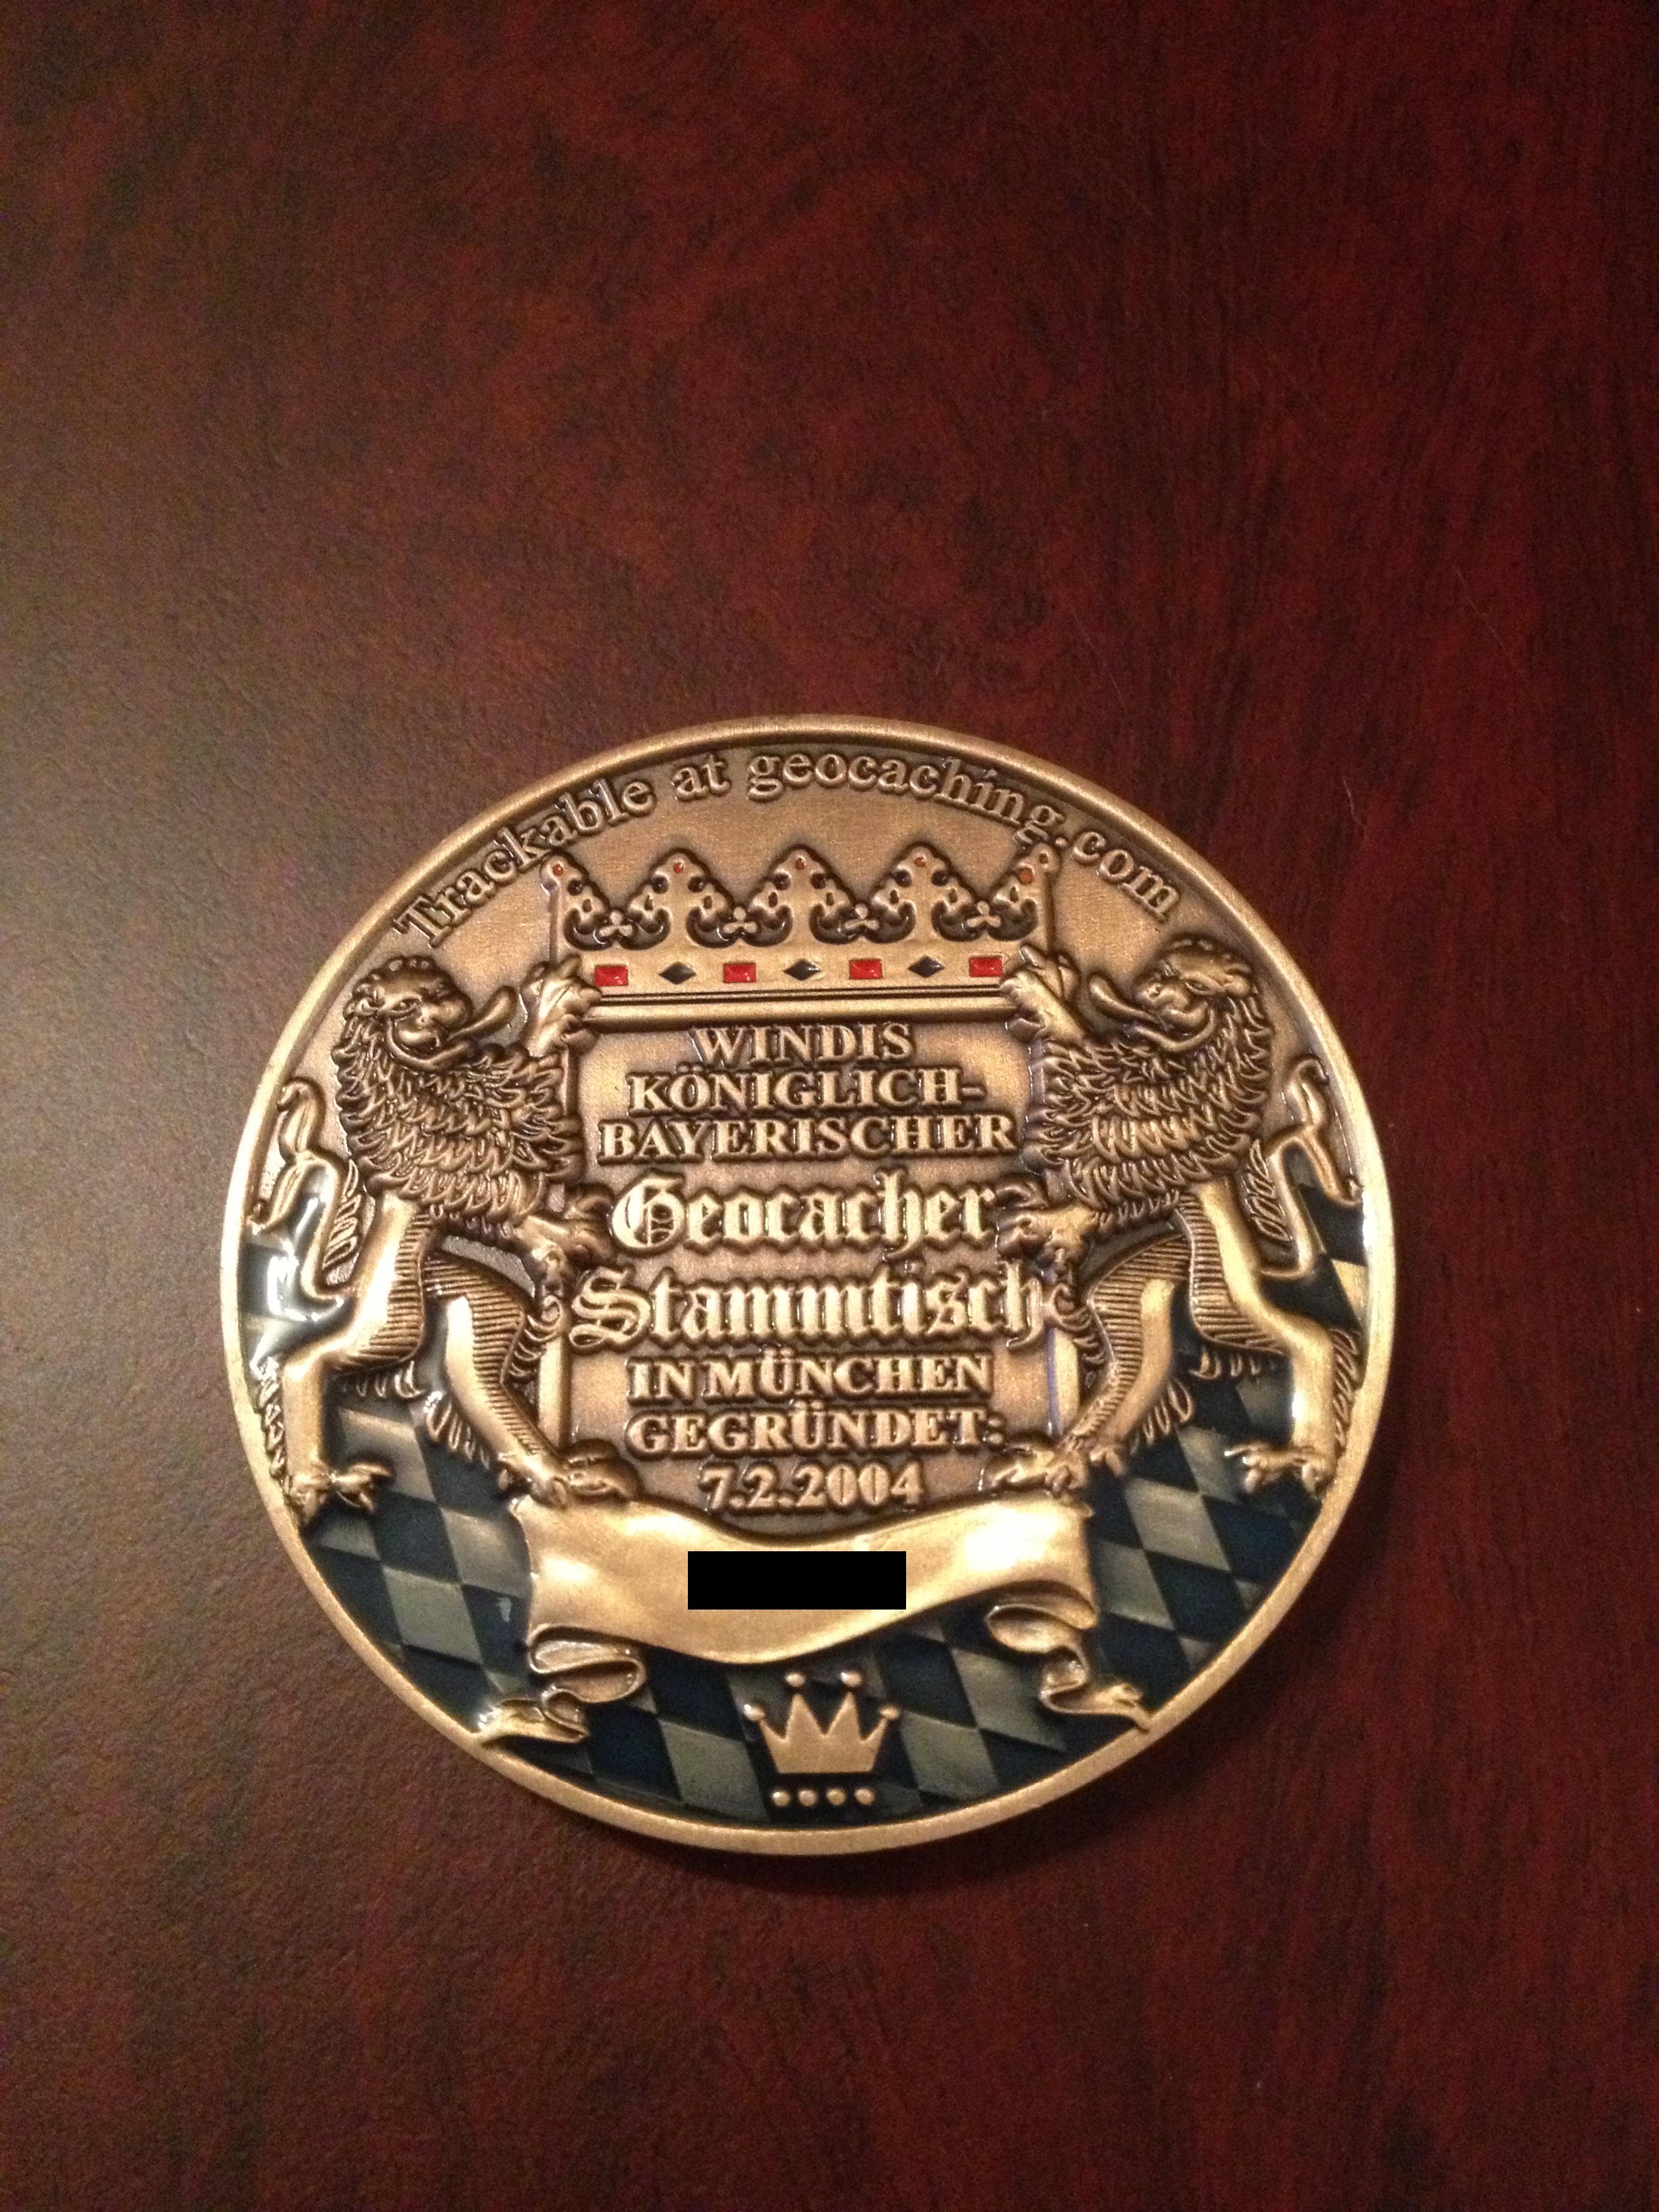 Trackable at geocaching.com
WINDIS
KÖNIGLICH-
BAYERISCHER
Geocacher
Stammtisch
IN MÜNCHEN
GEGRÜNDET:
7.2.2004